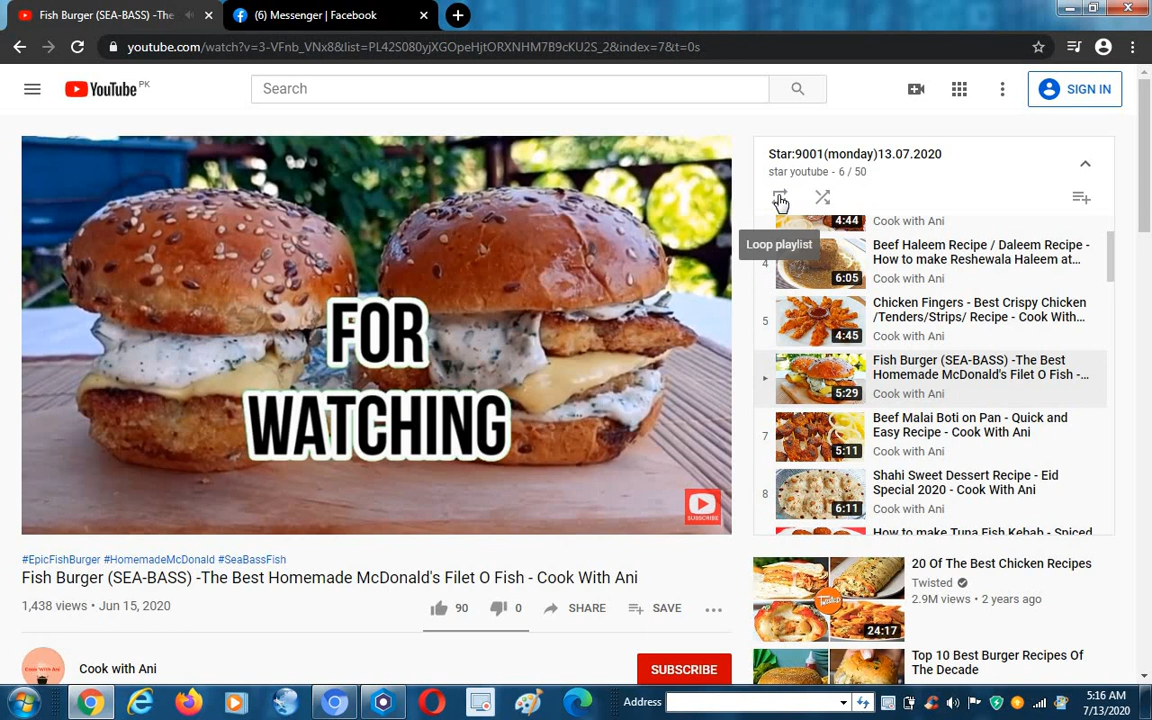 Fish Burger (SEA-BASS) -The
(6) Messenger | Facebook
youtube.com/watch?v=3-VFnb_VNx8&list=PL42S080yjXGOpeHjtORXNHM7B9cKU2S_2&index=7&t=0s
YouTube PK
Search
SIGN IN
FOR
WATCHING
SUBSCRIBE
Star:9001(monday)13.07.2020
star youtube - 6 / 50
Loop playlist
4:44
Cook with Ani
4
6:05
Beef Haleem Recipe / Daleem Recipe -
How to make Reshewala Haleem at...
Cook with Ani
5
4:45
Chicken Fingers - Best Crispy Chicken
/Tenders/Strips/ Recipe - Cook With...
Cook with Ani
5:29
Fish Burger (SEA-BASS) -The Best
Homemade McDonald's Filet O Fish -...
Cook with Ani
7
5:11
Beef Malai Boti on Pan - Quick and
Easy Recipe - Cook With Ani
Cook with Ani
8
6:11
Shahi Sweet Dessert Recipe - Eid
Special 2020 - Cook With Ani
Cook with Ani
How to make Tuna Fish Kebab - Spiced
#EpicFishBurger #HomemadeMcDonald #SeaBassFish
Fish Burger (SEA-BASS) -The Best Homemade McDonald's Filet O Fish - Cook With Ani
1,438 views • Jun 15, 2020
90
0
SHARE
SAVE
Cook With Ani
Cook with Ani
SUBSCRIBE
Twisted
24:17
20 Of The Best Chicken Recipes
Twisted
2.9M views • 2 years ago
Top 10 Best Burger Recipes Of
The Decade
Address
5:16 AM
7/13/2020